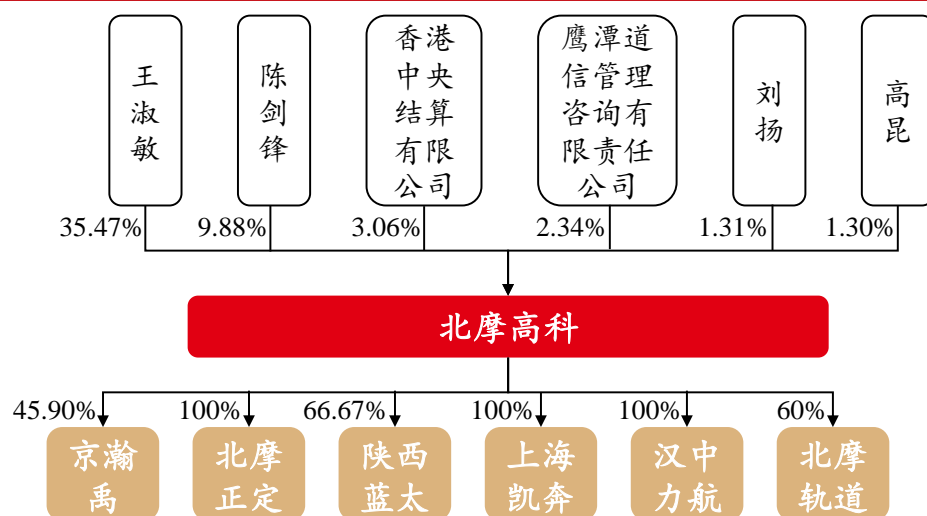 王淑敏
陈剑锋
香港
中央
结算
有限
公司
鹰潭道
信管理
咨询有
限责任
公司
刘扬
高昆
35.47%
9.88%
3.06%
2.34%
1.31%
1.30%
北摩高科
45.90%
100%
66.67%
100%
100%
60%
京瀚
禹
北摩
正定
陕西
蓝太
上海
凯奔
汉中
力航
北摩
轨道